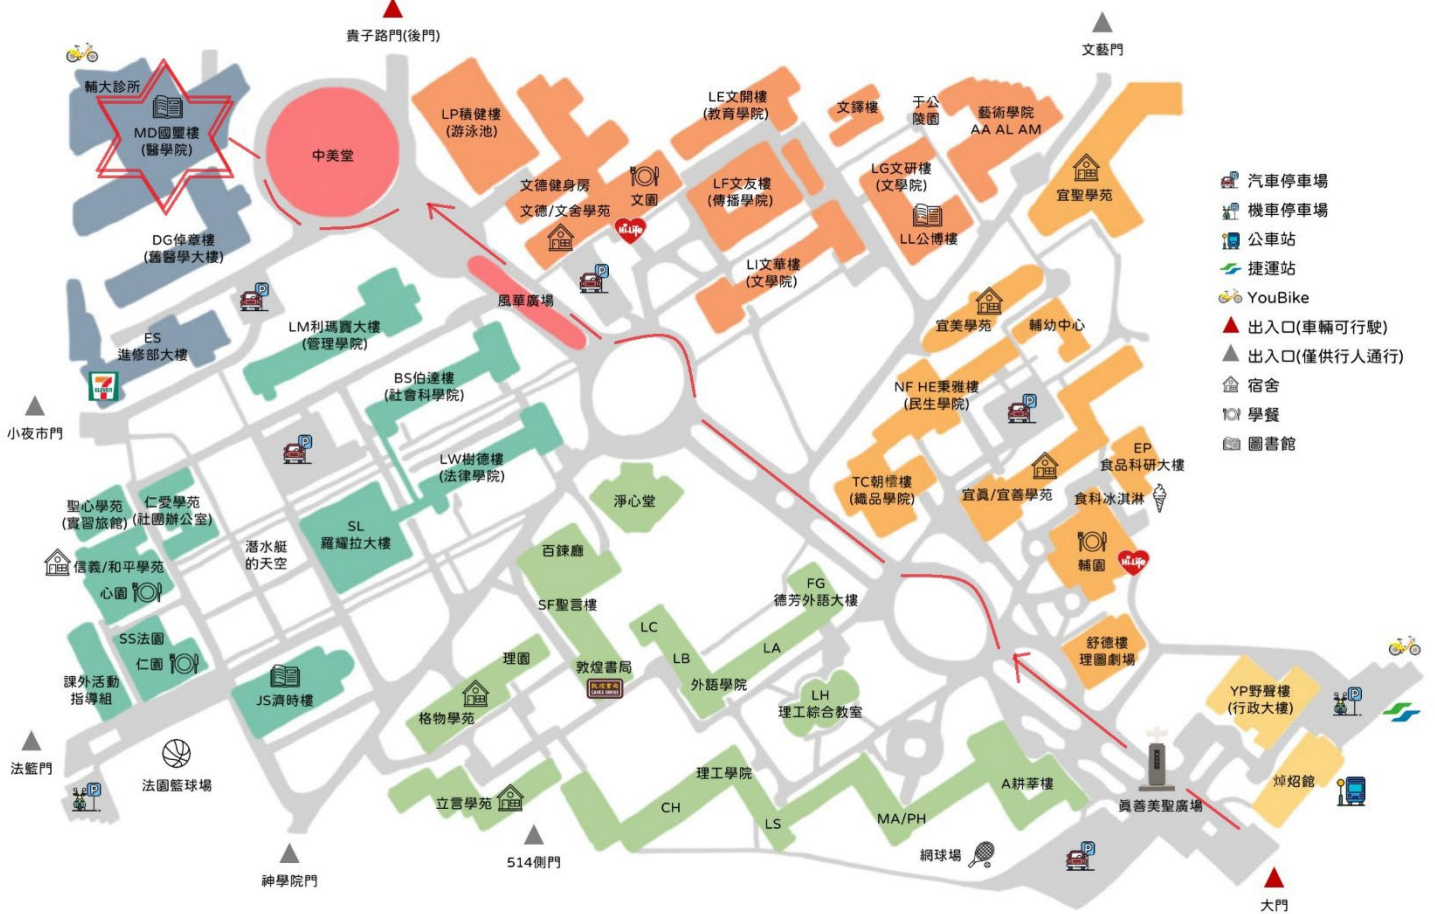 貴子路門(後門)
文藝門
輔大診所
MD國璽樓
(醫學院)
中美堂
LP積健樓
(游泳池)
LE文開樓
(教育學院)
文鐸樓
于公
陵園
藝術學院
AA AL AM
文德健身房
文園
文德/文舍學苑
Hi-Life
LF文友樓
(傳播學院)
LG文研樓
(文學院)
LL公博樓
宜聖學苑
DG倬章樓
(舊醫學大樓)
LI文華樓
(文學院)
風華廣場
ES
進修部大樓
LM利瑪竇大樓
(管理學院)
宜美學苑
輔幼中心
7
ELEVEN
BS伯達樓
(社會科學院)
NF HE秉雅樓
(民生學院)
小夜市門
LW樹德樓
(法律學院)
TC朝橒樓
(織品學院)
宜真/宜善學苑
EP
食品科研大樓
食科冰淇淋
聖心學苑
(實習旅館)
仁愛學苑
(社團辦公室)
SL
羅耀拉大樓
淨心堂
潛水艇
的天空
百鍊廳
信義/和平學苑
心園
輔園
Hi-Life
FG
德芳外語大樓
SF聖言樓
SS法園
仁園
LC
LB
LA
外語學院
舒德樓
理圖劇場
理園
敦煌書局
敦煌書局
CAVES BOOKS
課外活動
指導組
JS濟時樓
格物學苑
LH
理工綜合教室
YP野聲樓
(行政大樓)
法籃門
法園籃球場
理工學院
A耕莘樓
焯炤館
立言學苑
CH
LS
MA/PH
真善美聖廣場
514側門
網球場
神學院門
大門
P
汽車停車場
機車停車場
公車站
捷運站
YouBike
出入口(車輛可行駛)
出入口(僅供行人通行)
宿舍
學餐
圖書館